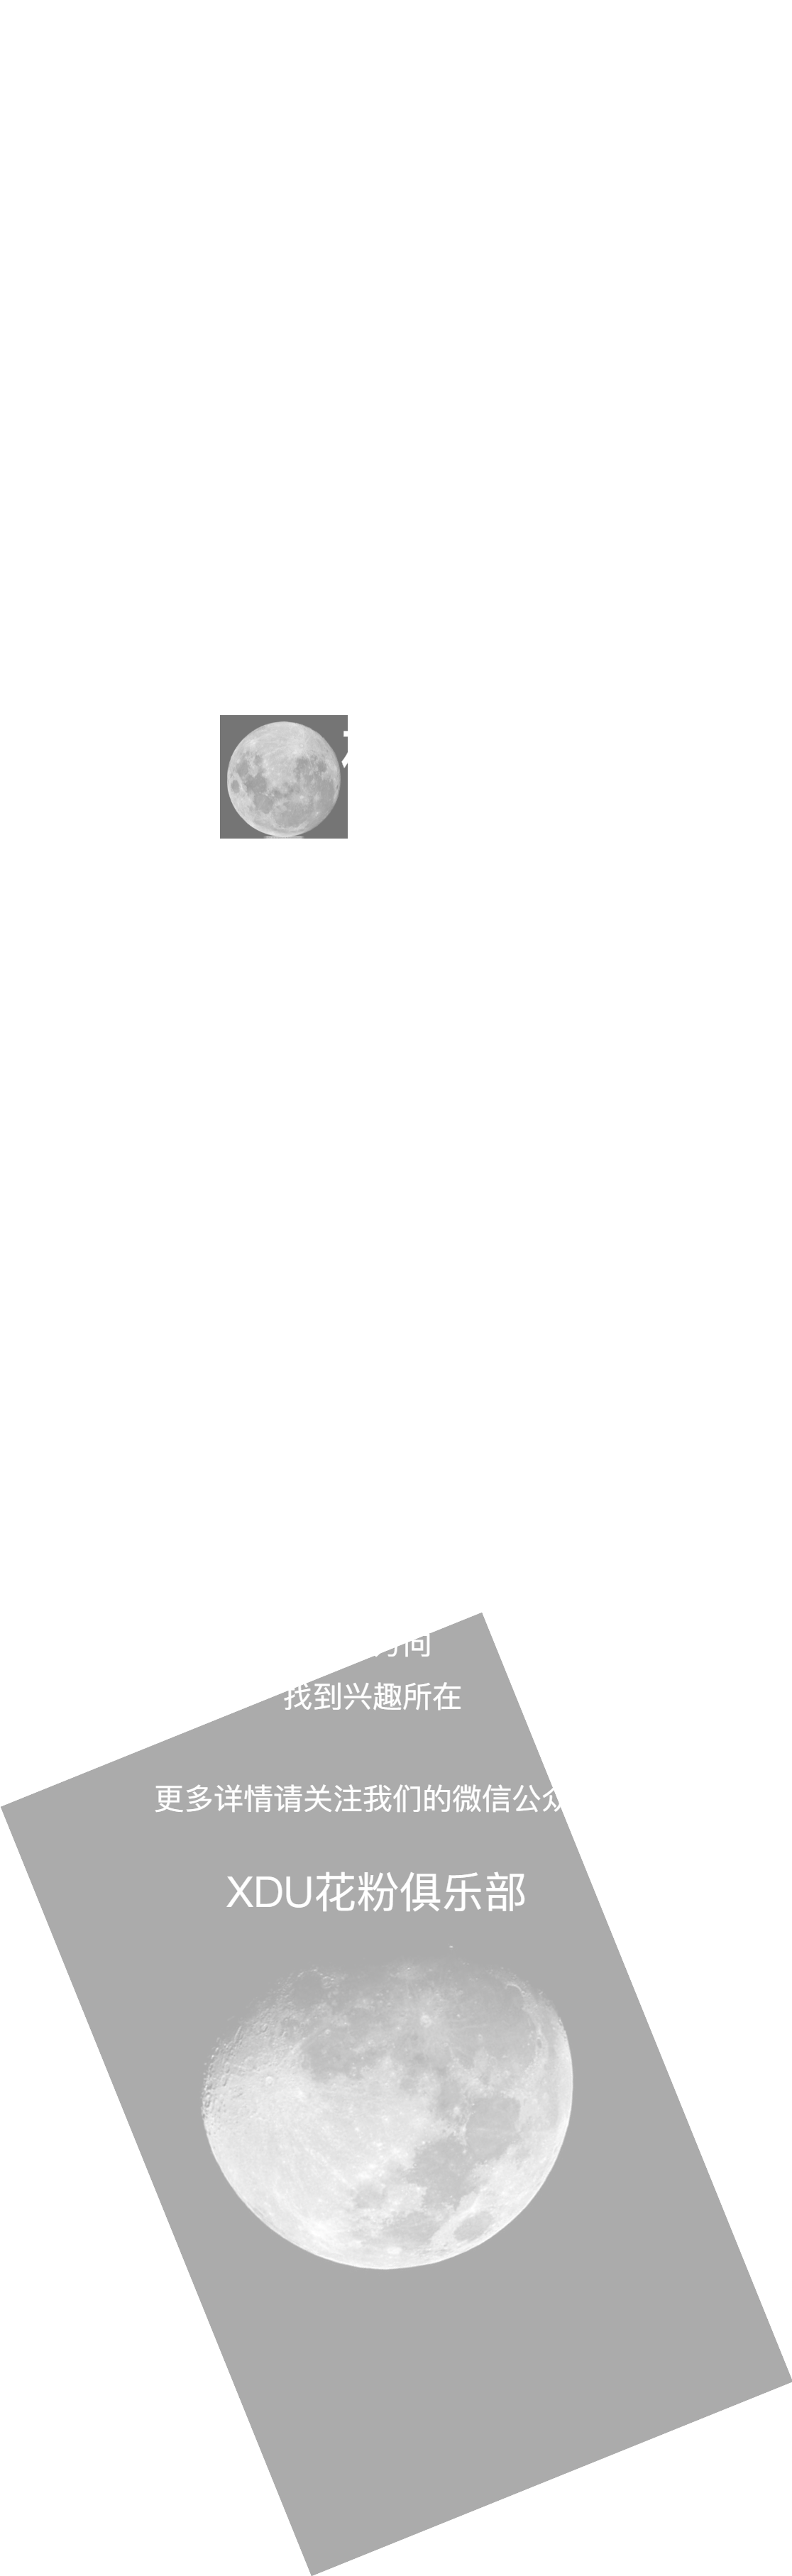 找到兴趣所在
更多详情请关注我们的微信公众
XDU花粉俱乐部